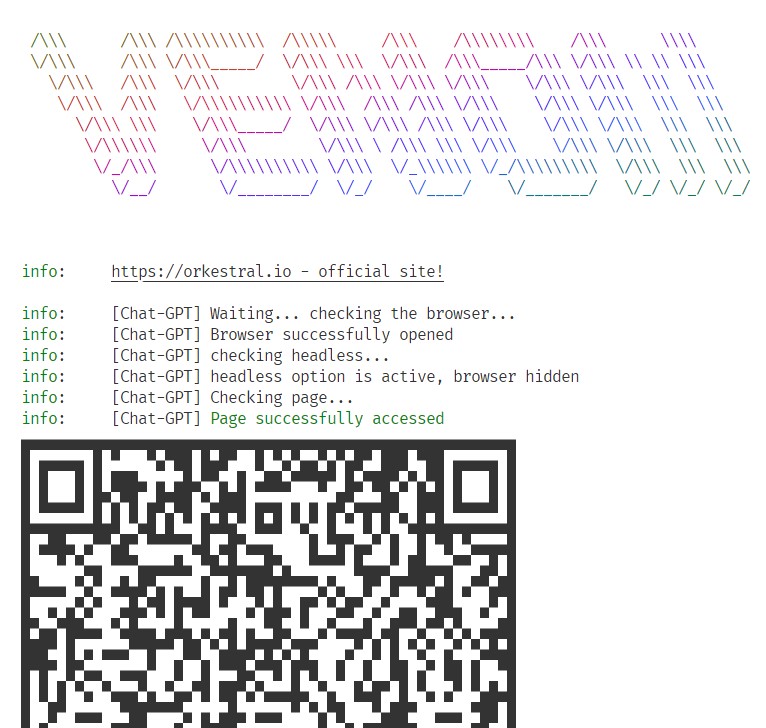 VENOM
info: https://orkestral.io - official site!
info: [Chat-GPT] Waiting... checking the browser...
info: [Chat-GPT] Browser successfully opened
info: [Chat-GPT] checking headless...
info: [Chat-GPT] headless option is active, browser hidden
info: [Chat-GPT] Checking page...
info: [Chat-GPT] Page successfully accessed